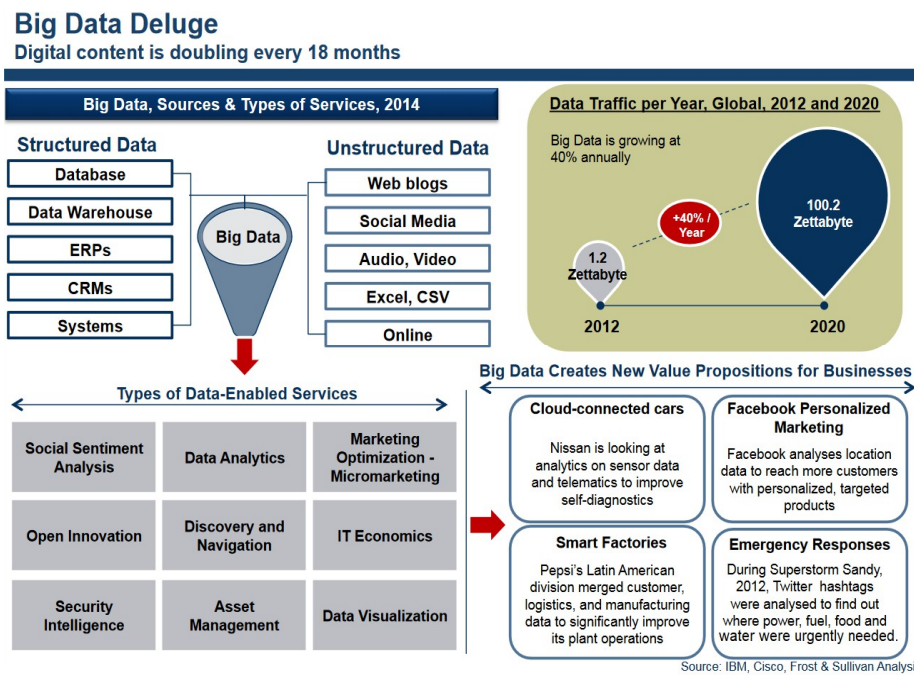 Big Data Deluge
Digital content is doubling every 18 months
Big Data, Sources & Types of Services, 2014
Structured Data
Database
Data Warehouse
ERPs
CRMs
Systems
Big Data
Unstructured Data
Web blogs
Social Media
Audio, Video
Excel, CSV
Online
Data Traffic per Year, Global, 2012 and 2020
Big Data is growing at
40% annually
1.2
Zettabyte
+40% /
Year
100.2
Zettabyte
2012
2020
Types of Data-Enabled Services
Social Sentiment
Analysis
Data Analytics
Marketing
Optimization -
Micromarketing
Open Innovation
Discovery and
Navigation
IT Economics
Security
Intelligence
Asset
Management
Data Visualization
Big Data Creates New Value Propositions for Businesses
Cloud-connected cars
Nissan is looking at
analytics on sensor data
and telematics to improve
self-diagnostics
Facebook Personalized
Marketing
Facebook analyses location
data to reach more customers
with personalized, targeted
products
Smart Factories
Pepsi's Latin American
division merged customer,
logistics, and manufacturing
data to significantly improve
its plant operations
Emergency Responses
During Superstorm Sandy,
2012, Twitter hashtags
were analysed to find out
where power, fuel, food and
water were urgently needed.
Source: IBM, Cisco, Frost & Sullivan Analysi